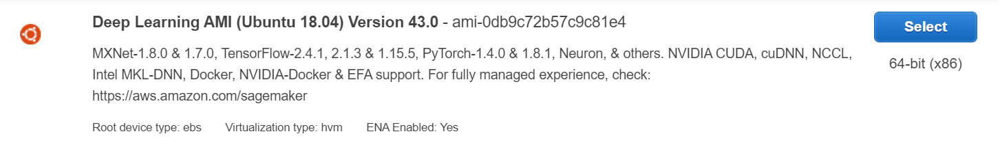 Deep Learning AMI (Ubuntu 18.04) Version 43.0 - ami-0db9c72b57c9c81e4
Select
MXNet-1.8.0 & 1.7.0, TensorFlow-2.4.1, 2.1.3 & 1.15.5, PyTorch-1.4.0 & 1.8.1, Neuron, & others. NVIDIA CUDA, cuDNN, NCCL,
64-bit (x86)
Intel MKL-DNN, Docker, NVIDIA-Docker & EFA support. For fully managed experience, check:
https://aws.amazon.com/sagemaker
Root device type: ebs Virtualization type: hvm ENA Enabled: Yes